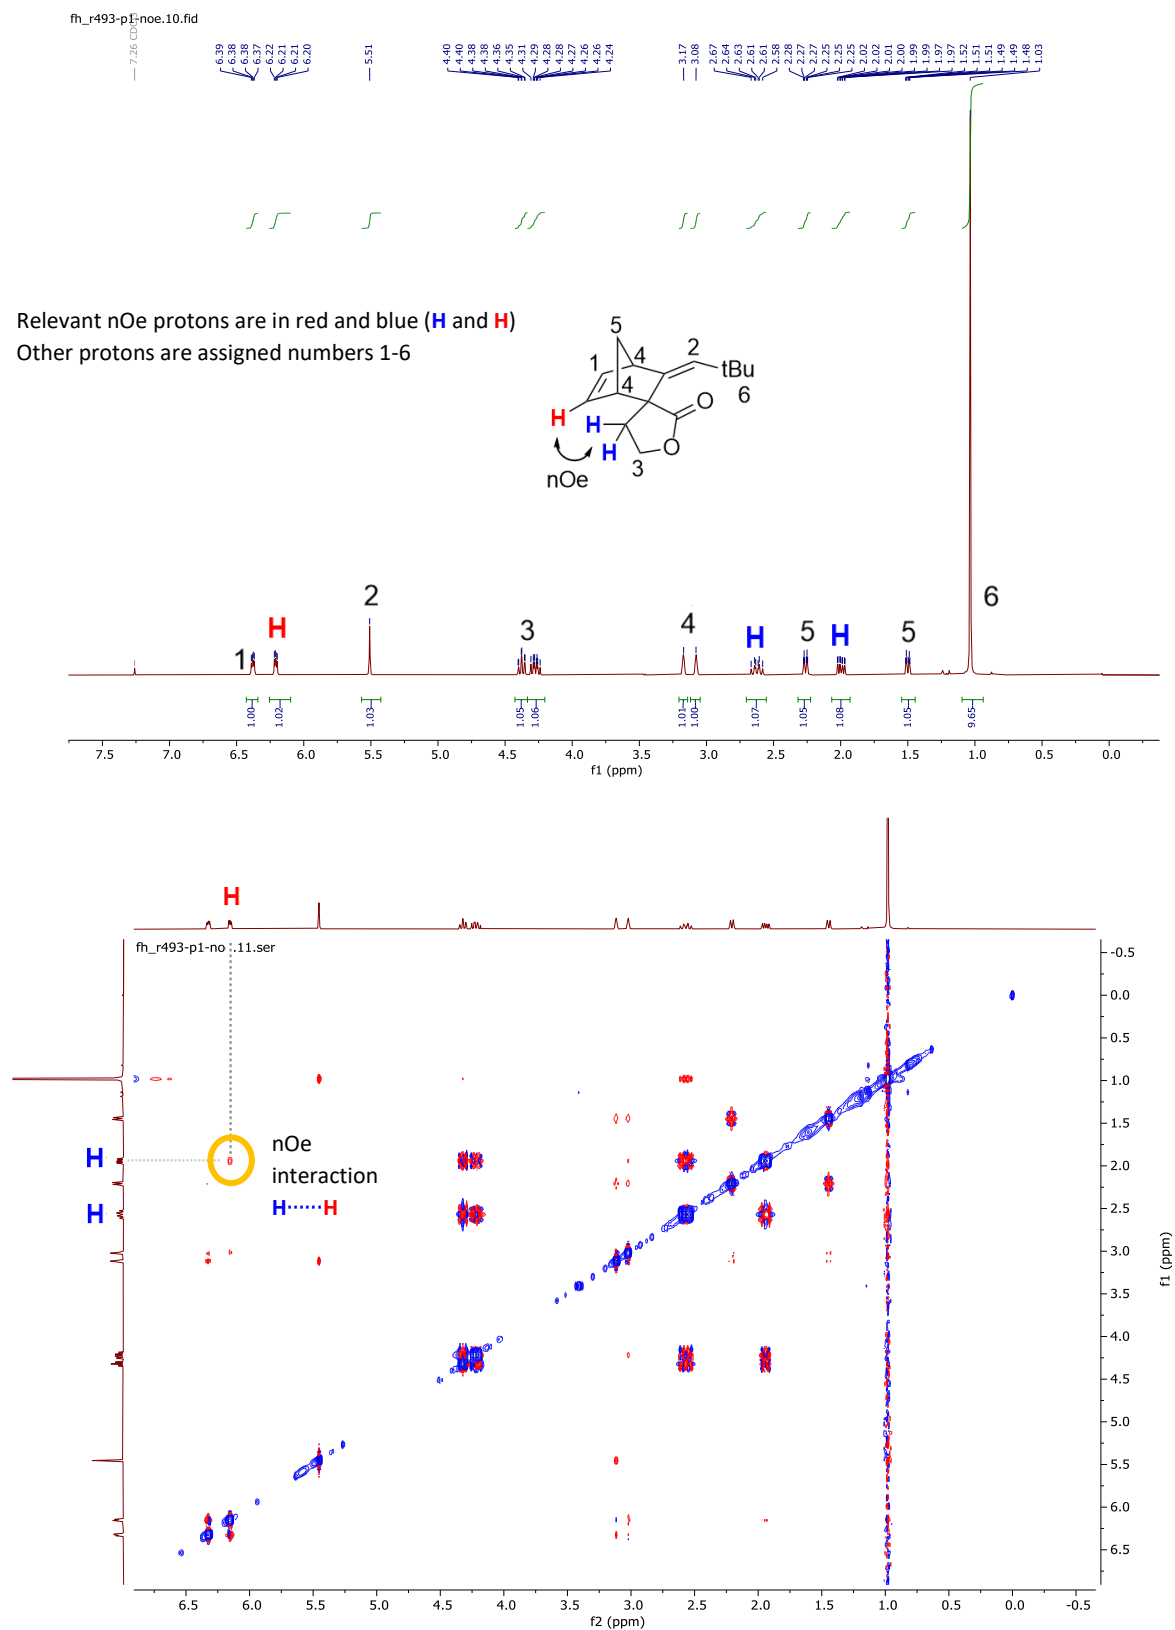 fh_r493-p1-noe.10.fid
7.26 CDCl3
6.39 6.38 6.38 6.37 6.22 6.21 6.21 6.20 5.51 4.40 4.40 4.38 4.38 4.36 4.35 4.31 4.29 4.28 4.28 4.27 4.26 4.26 4.24 3.17 3.08 2.67 2.64 2.63 2.61 2.61 2.58 2.28 2.27 2.27 2.25 2.25 2.25 2.02 2.02 2.01 2.00 1.99 1.99 1.97 1.97 1.52 1.51 1.51 1.49 1.49 1.48 1.03
Relevant nOe protons are in red and blue (H and H)
Other protons are assigned numbers 1-6
5
1 4 2
tBu
4 6
O
H H
H O
3
nOe
1 H 2 3 4 H 5 H 5 6
1.00 1.02 1.03 1.05 1.06 1.01 1.00 1.07 1.05 1.08 1.05 9.65
7.5 7.0 6.5 6.0 5.5 5.0 4.5 4.0 3.5 3.0 2.5 2.0 1.5 1.0 0.5 0.0
f1 (ppm)
H
fh_r493-p1-no .11.ser
nOe
interaction
H H
H
H
-0.5
0.0
0.5
1.0
1.5
2.0
2.5
3.0
3.5
4.0
4.5
5.0
5.5
6.0
6.5
f1 (ppm)
6.5 6.0 5.5 5.0 4.5 4.0 3.5 3.0 2.5 2.0 1.5 1.0 0.5 0.0 -0.5
f2 (ppm)